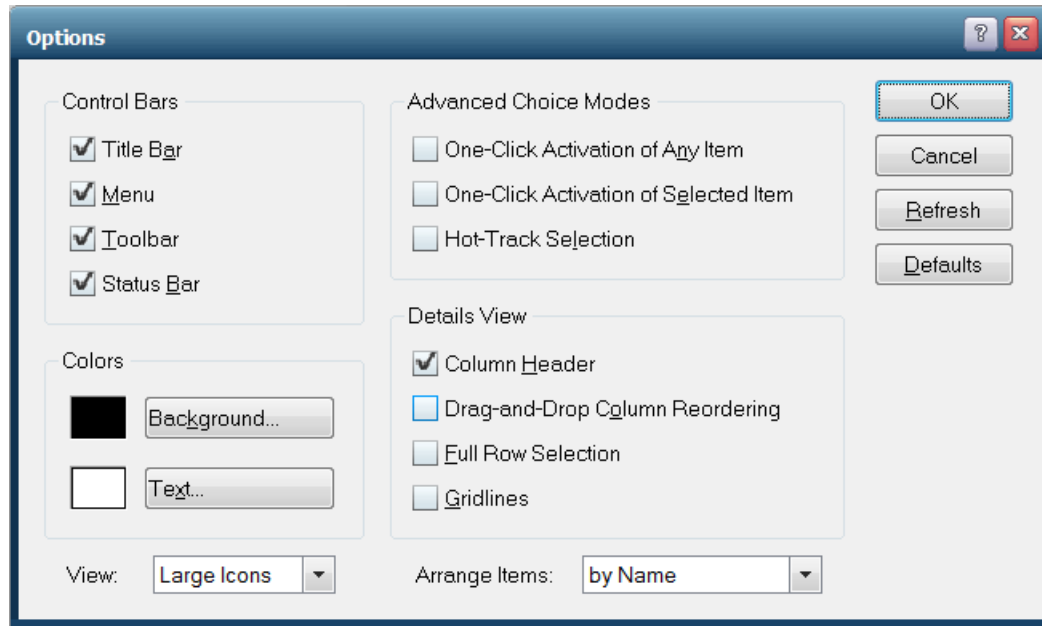 Options
Control Bars
Title Bar
Menu
Toolbar
Status Bar
Colors
Background...
Text...
View: Large Icons
Advanced Choice Modes
One-Click Activation of Any Item
One-Click Activation of Selected Item
Hot-Track Selection
Details View
Column Header
Drag-and-Drop Column Reordering
Full Row Selection
Gridlines
Arrange Items: by Name
OK
Cancel
Refresh
Defaults